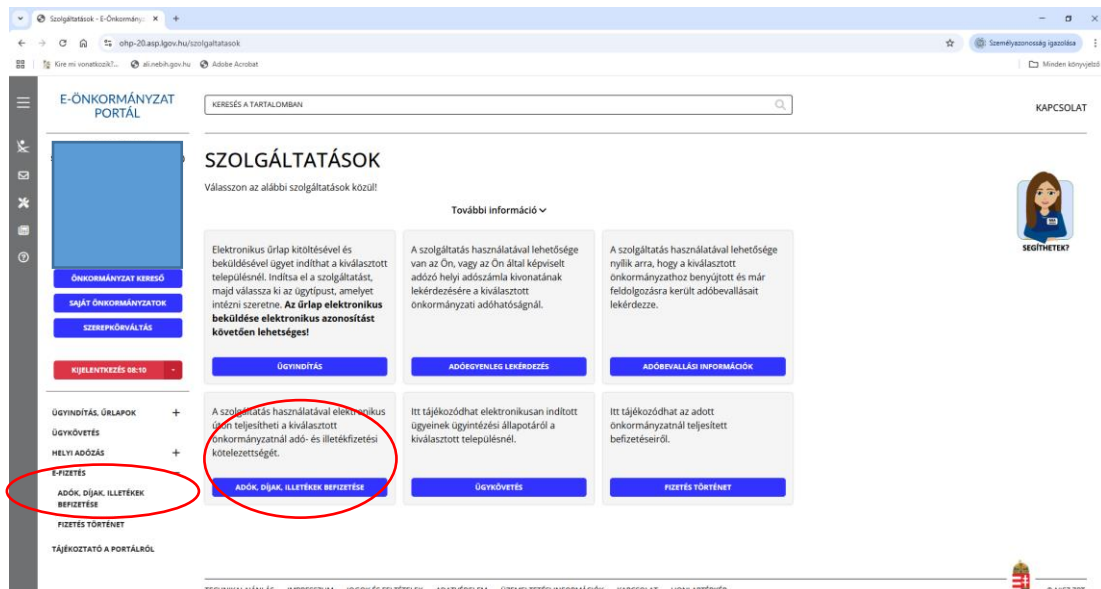 Szolgáltatások - E-Önkormány
ohp-20.asp.lgov.hu/szolgaltatasok
Személyazonosság igazolása
Kire mi vonatkozik?...
ali.nebih.gov.hu
Adobe Acrobat
Minden könyvjelző
E-ÖNKORMÁNYZAT
PORTÁL
KERESÉS A TARTALOMBAN
KAPCSOLAT
SZOLGÁLTATÁSOK
Válasszon az alábbi szolgáltatások közül!
További információ
SEGÍTHETEK?
ÖNKORMÁNYZAT KERESŐ
SAJÁT ÖNKORMÁNYZATOK
SZEREPKÖRVÁLTÁS
KIJELENTKEZÉS 08:10
ÜGYINDÍTÁS, ŰRLAPOK +
ÜGYKÖVETÉS
HELYI ADÓZÁS +
E-FIZETÉS
ADÓK, DÍJAK, ILLETÉKEK
BEFIZETÉSE
FIZETÉS TÖRTÉNET
TÁJÉKOZTATÓ A PORTÁLRÓL
Elektronikus űrlap kitöltésével és
beküldésével ügyet indíthat a kiválasztott
településnél. Indítsa el a szolgáltatást,
majd válassza ki az ügytípust, amelyet
intézni szeretne. Az űrlap elektronikus
beküldése elektronikus azonosítást
követően lehetséges!
ÜGYINDÍTÁS
A szolgáltatás használatával lehetősége
van az Ön, vagy az Ön által képviselt
adózó helyi adószámla kivonatának
lekérdezésére a kiválasztott
önkormányzati adóhatóságnál.
ADÓEGYENLEG LEKÉRDEZÉS
A szolgáltatás használatával lehetősége
nyílik arra, hogy a kiválasztott
önkormányzathoz benyújtott és már
feldolgozásra került adóbevallásait
lekérdezze.
ADÓBEVALLÁSI INFORMÁCIÓK
A szolgáltatás használatával elektronikus
úton teljesítheti a kiválasztott
önkormányzatnál adó- és illetékfizetési
kötelezettségét.
ADÓK, DÍJAK, ILLETÉKEK BEFIZETÉSE
Itt tájékozódhat elektronikusan indított
ügyeinek ügyintézési állapotáról a
kiválasztott településnél.
ÜGYKÖVETÉS
Itt tájékozódhat az adott
önkormányzatnál teljesített
befizetéseiről.
FIZETÉS TÖRTÉNET